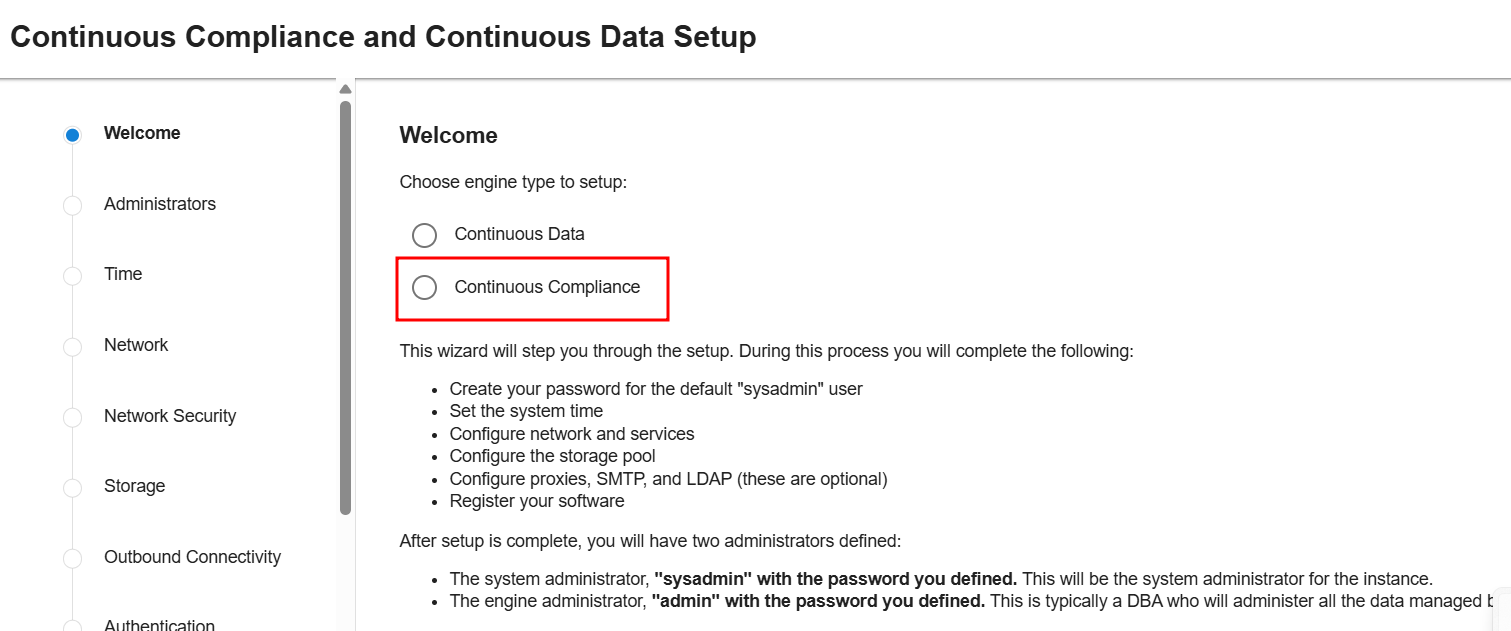 Continuous Compliance and Continuous Data Setup
Welcome
Administrators
Time
Network
Network Security
Storage
Outbound Connectivity
Authentication
Welcome
Choose engine type to setup:
Continuous Data
Continuous Compliance
This wizard will step you through the setup. During this process you will complete the following:
• Create your password for the default "sysadmin" user
• Set the system time
• Configure network and services
• Configure the storage pool
• Configure proxies, SMTP, and LDAP (these are optional)
• Register your software
After setup is complete, you will have two administrators defined:
• The system administrator, "sysadmin" with the password you defined. This will be the system administrator for the instance.
• The engine administrator, "admin" with the password you defined. This is typically a DBA who will administer all the data managed